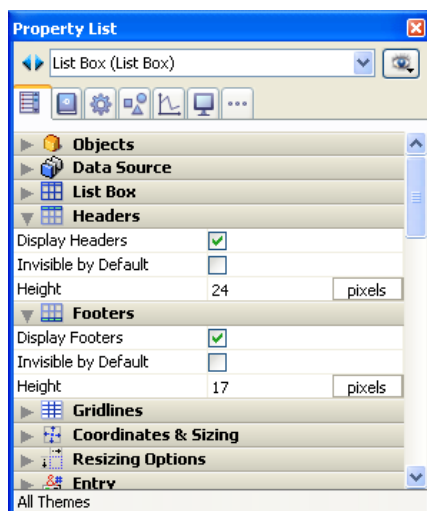 Property List
List Box (List Box)
Objects
Data Source
List Box
Headers
Display Headers
Invisible by Default
Height 24 pixels
Footers
Display Footers
Invisible by Default
Height 17 pixels
Gridlines
Coordinates & Sizing
Resizing Options
Entry
All Themes